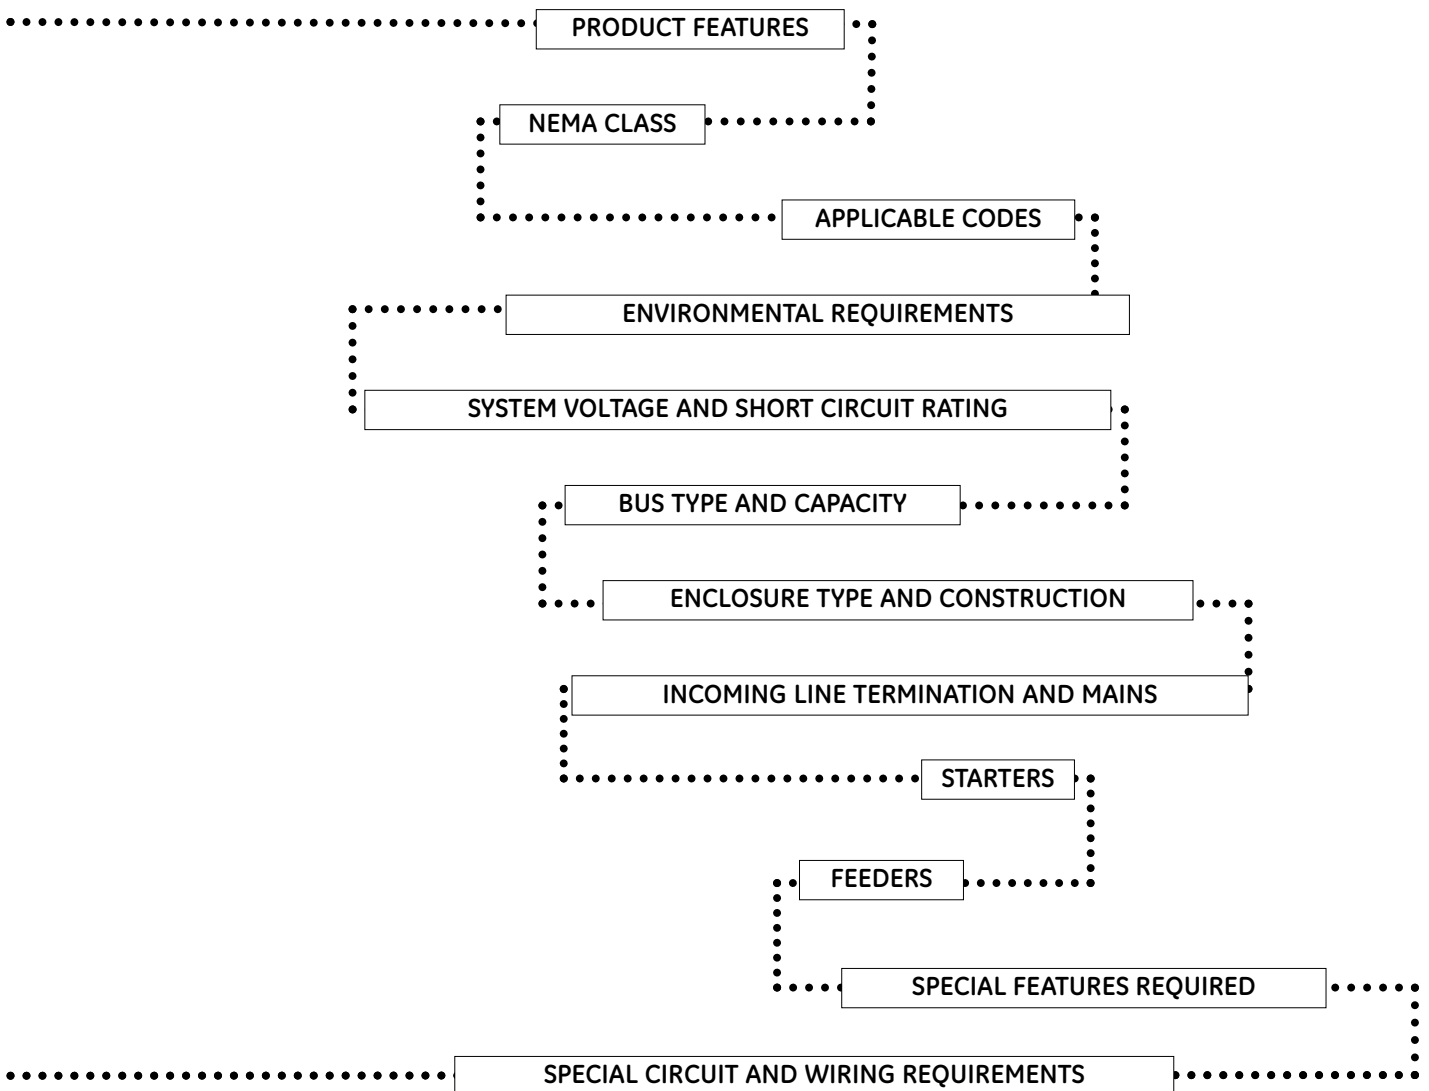 PRODUCT FEATURES
NEMA CLASS
APPLICABLE CODES
ENVIRONMENTAL REQUIREMENTS
SYSTEM VOLTAGE AND SHORT CIRCUIT RATING
BUS TYPE AND CAPACITY
ENCLOSURE TYPE AND CONSTRUCTION
INCOMING LINE TERMINATION AND MAINS
STARTERS
FEEDERS
SPECIAL FEATURES REQUIRED
SPECIAL CIRCUIT AND WIRING REQUIREMENTS